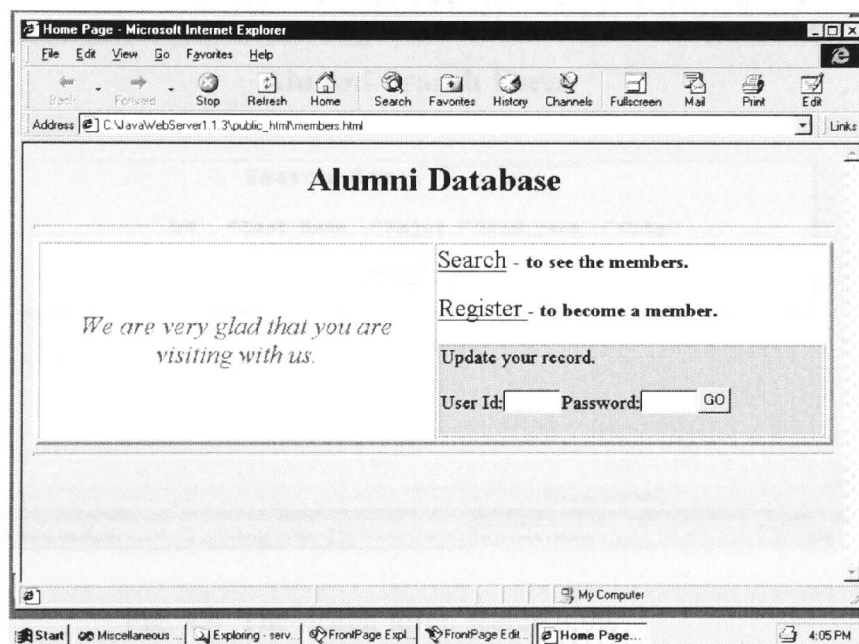 Home Page - Microsoft Internet Explorer
File Edit View Go Favorites Help
Back Forward Stop Refresh Home Search Favorites History Channels Fullscreen Mail Print Edit
Address C:\JavaWebServer1.1.3\public_html\members.html Links
Alumni Database
We are very glad that you are
visiting with us.
Search - to see the members.
Register - to become a member.
Update your record.
User Id: Password: GO
My Computer
Start Miscellaneous ... Exploring - serv... FrontPage Expl... FrontPage Edit... Home Page... 4:05 PM